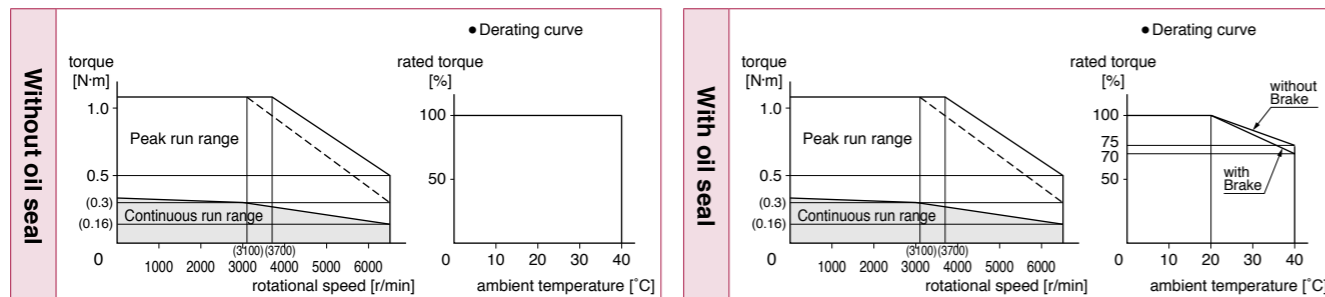 Without oil seal
torque
[N·m]
1.0
0.5
(0.3)
(0.16)
0
Peak run range
Continuous run range
(3100)(3700)
1000 2000 3000 4000 5000 6000
rotational speed [r/min]
● Derating curve
rated torque
[%]
100
50
0 10 20 30 40
ambient temperature [˚C]
With oil seal
torque
[N·m]
1.0
0.5
(0.3)
(0.16)
0
Peak run range
Continuous run range
(3100)(3700)
1000 2000 3000 4000 5000 6000
rotational speed [r/min]
● Derating curve
rated torque
[%]
without
Brake
100
75
70
with
Brake
50
0 10 20 30 40
ambient temperature [˚C]